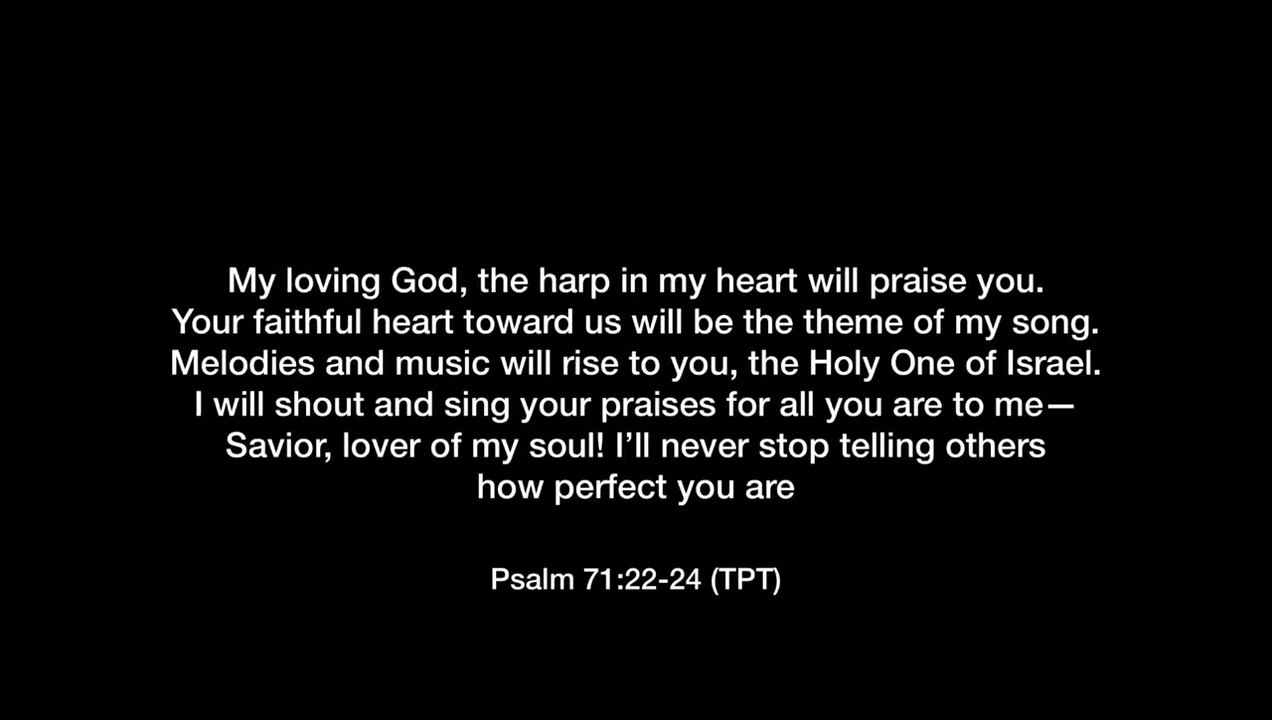 My loving God, the harp in my heart will praise you.
Your faithful heart toward us will be the theme of my song.
Melodies and music will rise to you, the Holy One of Israel.
I will shout and sing your praises for all you are to me—
Savior, lover of my soul! I’ll never stop telling others
how perfect you are
Psalm 71:22-24 (TPT)